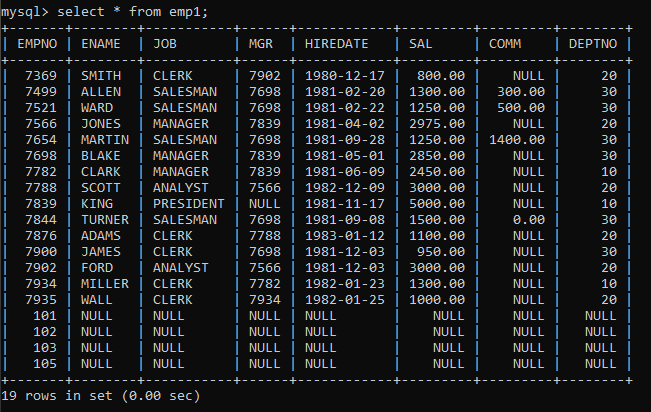 mysql> select * from emp1;
+-------+--------+-----------+------+------------+---------+---------+--------+
| EMPNO | ENAME  | JOB       | MGR  | HIREDATE   | SAL     | COMM    | DEPTNO |
+-------+--------+-----------+------+------------+---------+---------+--------+
|  7369 | SMITH  | CLERK     | 7902 | 1980-12-17 |  800.00 |    NULL |     20 |
|  7499 | ALLEN  | SALESMAN  | 7698 | 1981-02-20 | 1300.00 |  300.00 |     30 |
|  7521 | WARD   | SALESMAN  | 7698 | 1981-02-22 | 1250.00 |  500.00 |     30 |
|  7566 | JONES  | MANAGER   | 7839 | 1981-04-02 | 2975.00 |    NULL |     20 |
|  7654 | MARTIN | SALESMAN  | 7698 | 1981-09-28 | 1250.00 | 1400.00 |     30 |
|  7698 | BLAKE  | MANAGER   | 7839 | 1981-05-01 | 2850.00 |    NULL |     30 |
|  7782 | CLARK  | MANAGER   | 7839 | 1981-06-09 | 2450.00 |    NULL |     10 |
|  7788 | SCOTT  | ANALYST   | 7566 | 1982-12-09 | 3000.00 |    NULL |     20 |
|  7839 | KING   | PRESIDENT | NULL | 1981-11-17 | 5000.00 |    NULL |     10 |
|  7844 | TURNER | SALESMAN  | 7698 | 1981-09-08 | 1500.00 |    0.00 |     30 |
|  7876 | ADAMS  | CLERK     | 7788 | 1983-01-12 | 1100.00 |    NULL |     20 |
|  7900 | JAMES  | CLERK     | 7698 | 1981-12-03 |  950.00 |    NULL |     30 |
|  7902 | FORD   | ANALYST   | 7566 | 1981-12-03 | 3000.00 |    NULL |     20 |
|  7934 | MILLER | CLERK     | 7782 | 1982-01-23 | 1300.00 |    NULL |     10 |
|  7935 | WALL   | CLERK     | 7934 | 1982-01-25 | 1000.00 |    NULL |     20 |
|   101 | NULL   | NULL      | NULL | NULL       |    NULL |    NULL |   NULL |
|   102 | NULL   | NULL      | NULL | NULL       |    NULL |    NULL |   NULL |
|   103 | NULL   | NULL      | NULL | NULL       |    NULL |    NULL |   NULL |
|   105 | NULL   | NULL      | NULL | NULL       |    NULL |    NULL |   NULL |
+-------+--------+-----------+------+------------+---------+---------+--------+
19 rows in set (0.00 sec)